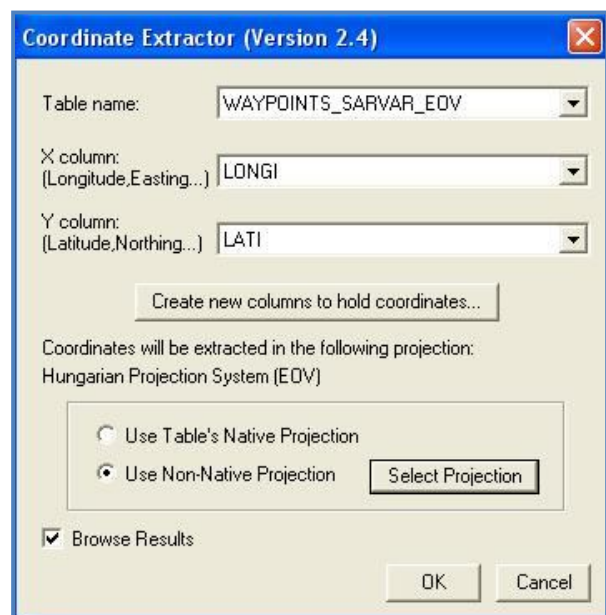 Coordinate Extractor (Version 2.4)
Table name: WAYPOINTS_SARVAR_EOV
X column:
(Longitude,Easting...) LONGI
Y column:
(Latitude,Northing...) LATI
Create new columns to hold coordinates...
Coordinates will be extracted in the following projection:
Hungarian Projection System (EOV)
Use Table's Native Projection
Use Non-Native Projection Select Projection
Browse Results
OK Cancel